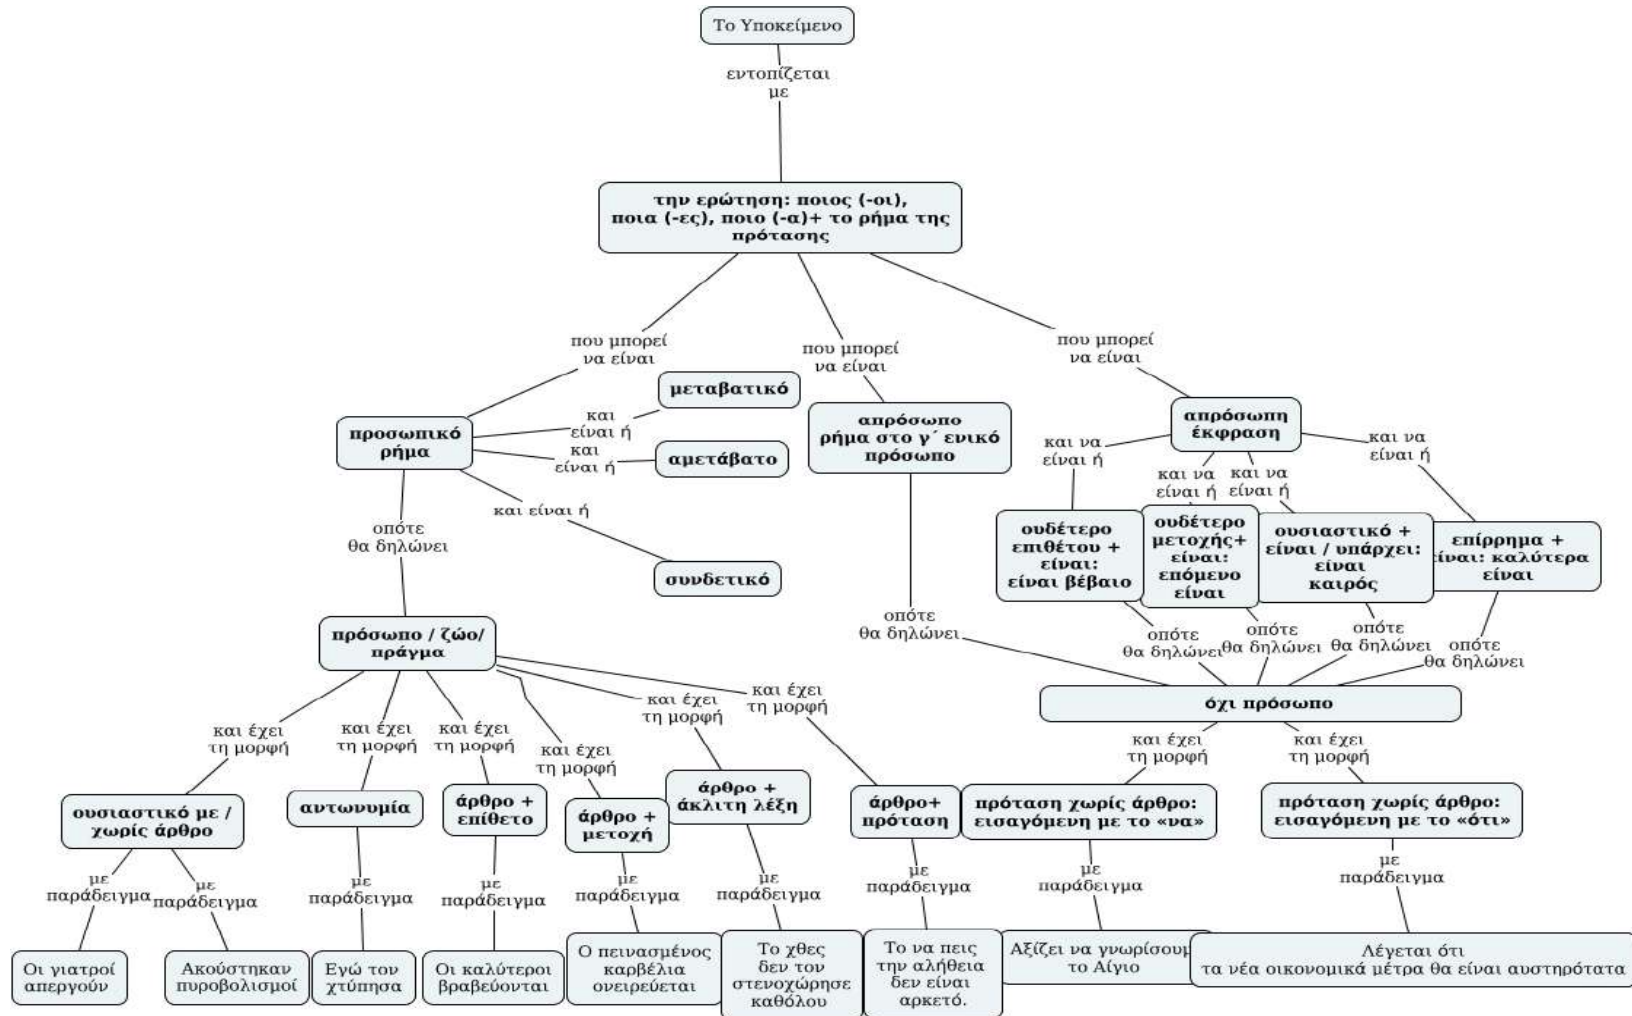 Το Υποκείμενο
εντοπίζεται
με
την ερώτηση: ποιος (-οι),
ποια (-ες), ποιο (-α)+ το ρήμα της
πρότασης
που μπορεί
να είναι
που μπορεί
να είναι
που μπορεί
να είναι
προσωπικό
ρήμα
και
είναι ή
μεταβατικό
και
είναι ή
αμετάβατο
και είναι ή
συνδετικό
απρόσωπο
ρήμα στο γ΄ ενικό
πρόσωπο
απρόσωπη
έκφραση
και να
είναι ή
και να
είναι ή
και να
είναι ή
και να
είναι ή
ουδέτερο
επιθέτου +
είναι:
είναι βέβαιο
ουδέτερο
μετοχής+
είναι:
επόμενο
είναι
ουσιαστικό +
είναι / υπάρχει:
είναι
καιρός
επίρρημα +
είναι: καλύτερα
είναι
οπότε
θα δηλώνει
οπότε
θα δηλώνει
οπότε
θα δηλώνει
οπότε
θα δηλώνει
οπότε
θα δηλώνει
οπότε
θα δηλώνει
πρόσωπο / ζώο/
πράγμα
όχι πρόσωπο
και έχει
τη μορφή
και έχει
τη μορφή
και έχει
τη μορφή
και έχει
τη μορφή
και έχει
τη μορφή
και έχει
τη μορφή
και έχει
τη μορφή
και έχει
τη μορφή
ουσιαστικό με /
χωρίς άρθρο
αντωνυμία
άρθρο +
επίθετο
άρθρο +
μετοχή
άρθρο +
άκλιτη λέξη
άρθρο+
πρόταση
πρόταση χωρίς άρθρο:
εισαγόμενη με το «να»
πρόταση χωρίς άρθρο:
εισαγόμενη με το «ότι»
με
παράδειγμα
με
παράδειγμα
με
παράδειγμα
με
παράδειγμα
με
παράδειγμα
με
παράδειγμα
με
παράδειγμα
με
παράδειγμα
με
παράδειγμα
Οι γιατροί
απεργούν
Ακούστηκαν
πυροβολισμοί
Εγώ τον
χτύπησα
Οι καλύτεροι
βραβεύονται
Ο πεινασμένος
καρβέλια
ονειρεύεται
Το χθες
δεν τον
στενοχώρησε
καθόλου
Το να πεις
την αλήθεια
δεν είναι
αρκετό.
Αξίζει να γνωρίσουμ
το Αίγιο
Λέγεται ότι
τα νέα οικονομικά μέτρα θα είναι αυστηρότατα